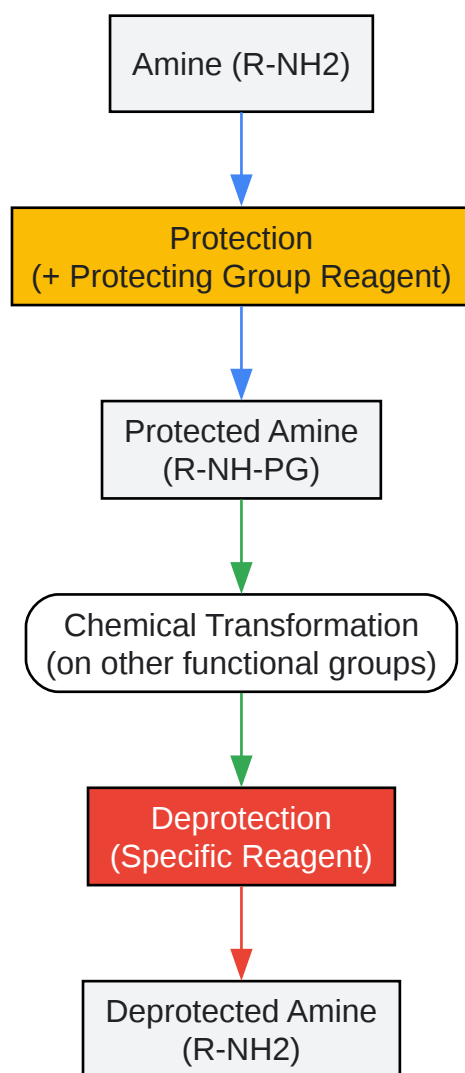 Amine (R-NH2)
Protection
(+ Protecting Group Reagent)
Protected Amine
(R-NH-PG)
Chemical Transformation
(on other functional groups)
Deprotection
(Specific Reagent)
Deprotected Amine
(R-NH2)